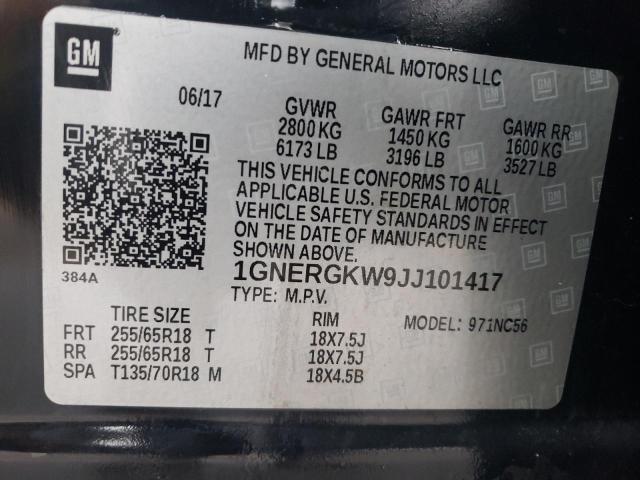 GM
MFD BY GENERAL MOTORS LLC
06/17
GVWR GAWR FRT GAWR RR
2800 KG 1450 KG 1600 KG
6173 LB 3196 LB 3527 LB
THIS VEHICLE CONFORMS TO ALL
APPLICABLE U.S. FEDERAL MOTOR
VEHICLE SAFETY STANDARDS IN EFFECT
ON THE DATE OF MANUFACTURE
SHOWN ABOVE.
384A
1GNERGKW9JJ101417
TYPE: M.P.V.
TIRE SIZE RIM MODEL: 971NC56
FRT 255/65R18 T 18X7.5J
RR 255/65R18 T 18X7.5J
SPA T135/70R18 M 18X4.5B